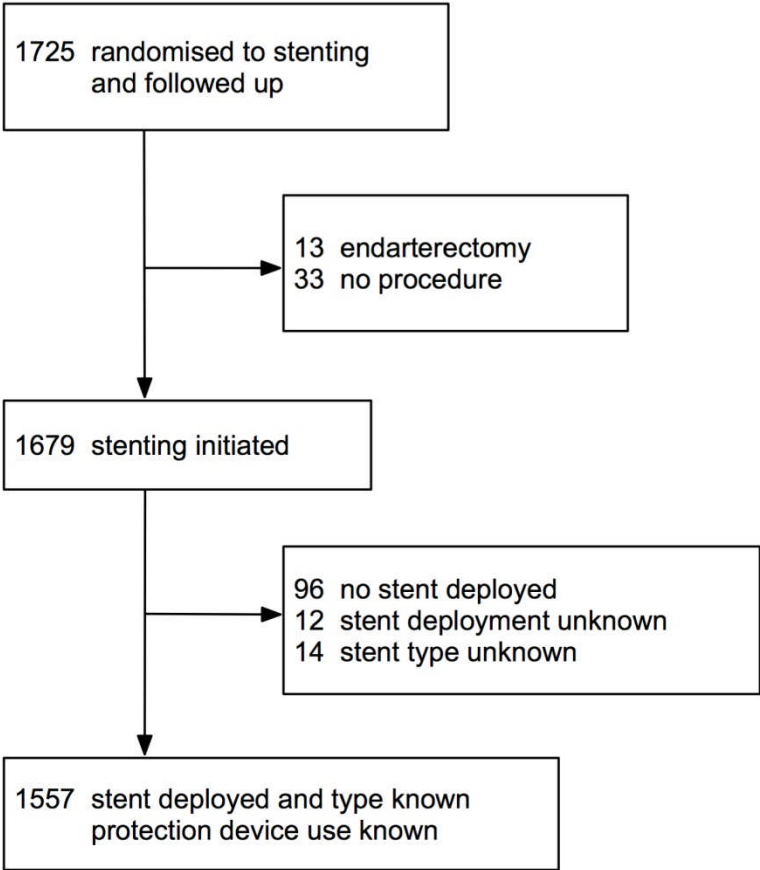 1725 randomised to stenting
and followed up
13 endarterectomy
33 no procedure
1679 stenting initiated
96 no stent deployed
12 stent deployment unknown
14 stent type unknown
1557 stent deployed and type known
protection device use known